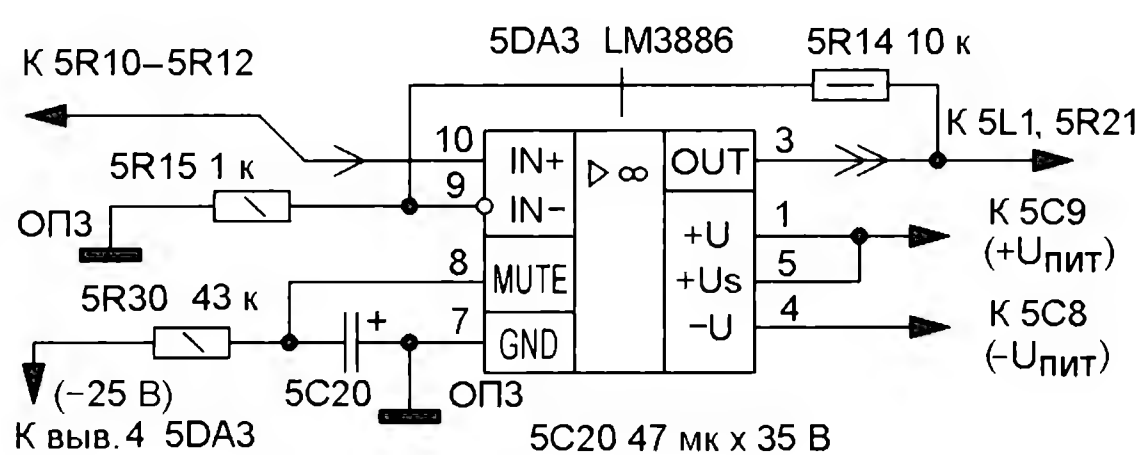 5DA3 LM3886
5R14 10 к
К 5R10–5R12
К 5L1, 5R21
10
IN+
▷ ∞
OUT
3
5R15 1 к
9
IN−
ОП3
+U
1
К 5С9
(+Uпит)
8
MUTE
+Us
5
5R30 43 к
7
GND
−U
4
К 5С8
(−Uпит)
+
(−25 В)
5С20
ОП3
К выв. 4 5DA3
5С20 47 мк х 35 В